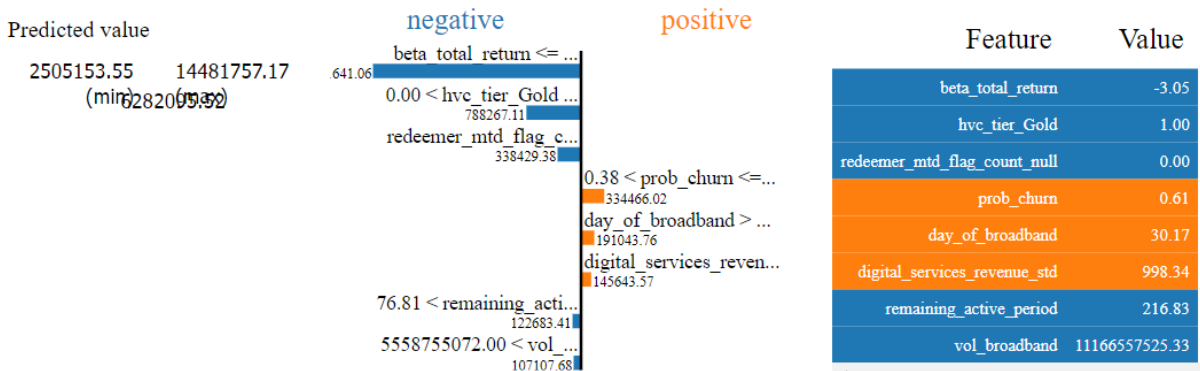 Predicted value
2505153.55 (min)
14481757.17 (max)
6282095.52
negative
positive
beta_total_return <= ...
641.06
0.00 < hvc_tier_Gold ...
788267.11
redeemer_mtd_flag_c...
338429.38
0.38 < prob_churn <=...
334466.02
day_of_broadband > ...
191043.76
digital_services_reven...
145643.57
76.81 < remaining_acti...
122683.41
5558755072.00 < vol_...
107107.68
Feature Value
beta_total_return -3.05
hvc_tier_Gold 1.00
redeemer_mtd_flag_count_null 0.00
prob_churn 0.61
day_of_broadband 30.17
digital_services_revenue_std 998.34
remaining_active_period 216.83
vol_broadband 11166557525.33